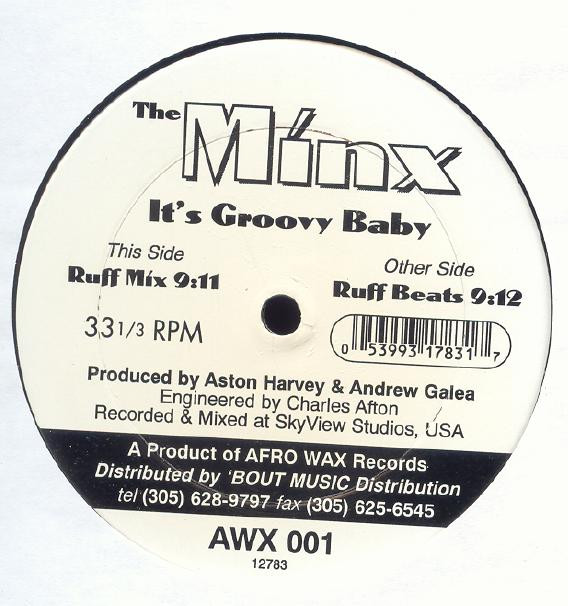 The Minx
It's Groovy Baby
This Side
Ruff Mix 9:11
Other Side
Ruff Beats 9:12
33 1/3 RPM
0 53993 17831 7
Produced by Aston Harvey & Andrew Galea
Engineered by Charles Afton
Recorded & Mixed at SkyView Studios, USA
A Product of AFRO WAX Records
Distributed by 'BOUT MUSIC Distribution
tel (305) 628-9797 fax (305) 625-6545
AWX 001
12783